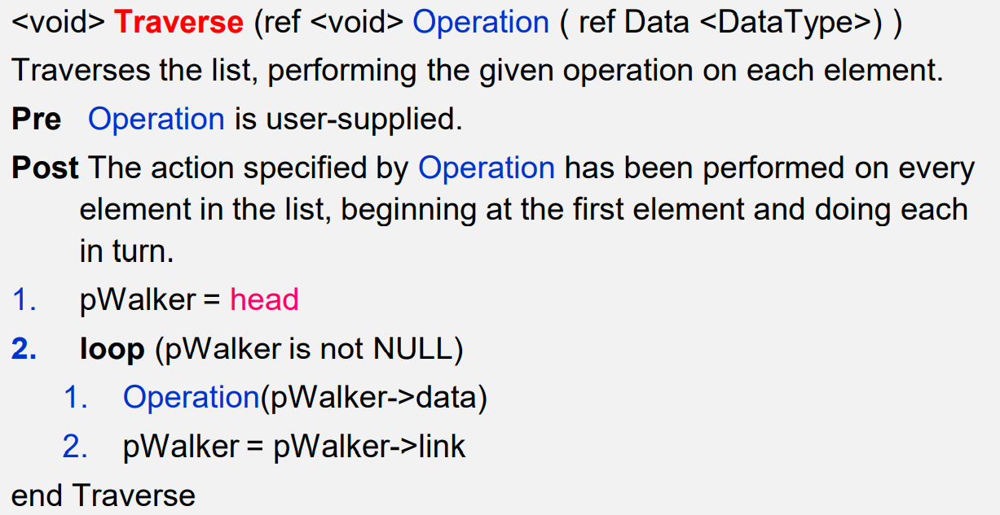 <void> Traverse (ref <void> Operation ( ref Data <DataType>) )
Traverses the list, performing the given operation on each element.
Pre Operation is user-supplied.
Post The action specified by Operation has been performed on every
element in the list, beginning at the first element and doing each
in turn.
1. pWalker = head
2. loop (pWalker is not NULL)
1. Operation(pWalker->data)
2. pWalker = pWalker->link
end Traverse